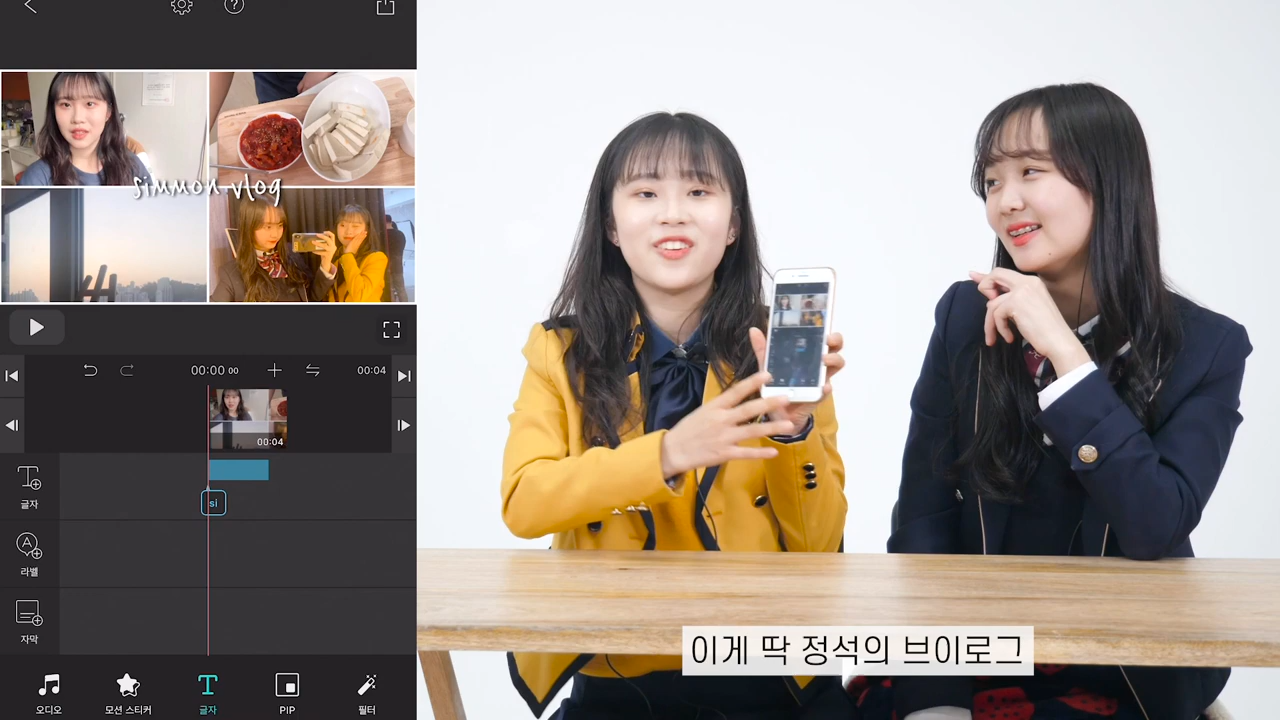 simmon vlog
00:00 00
00:04
00:04
글자
si
라벨
자막
오디오
모션 스티커
글자
PIP
필터
이게 딱 정석의 브이로그